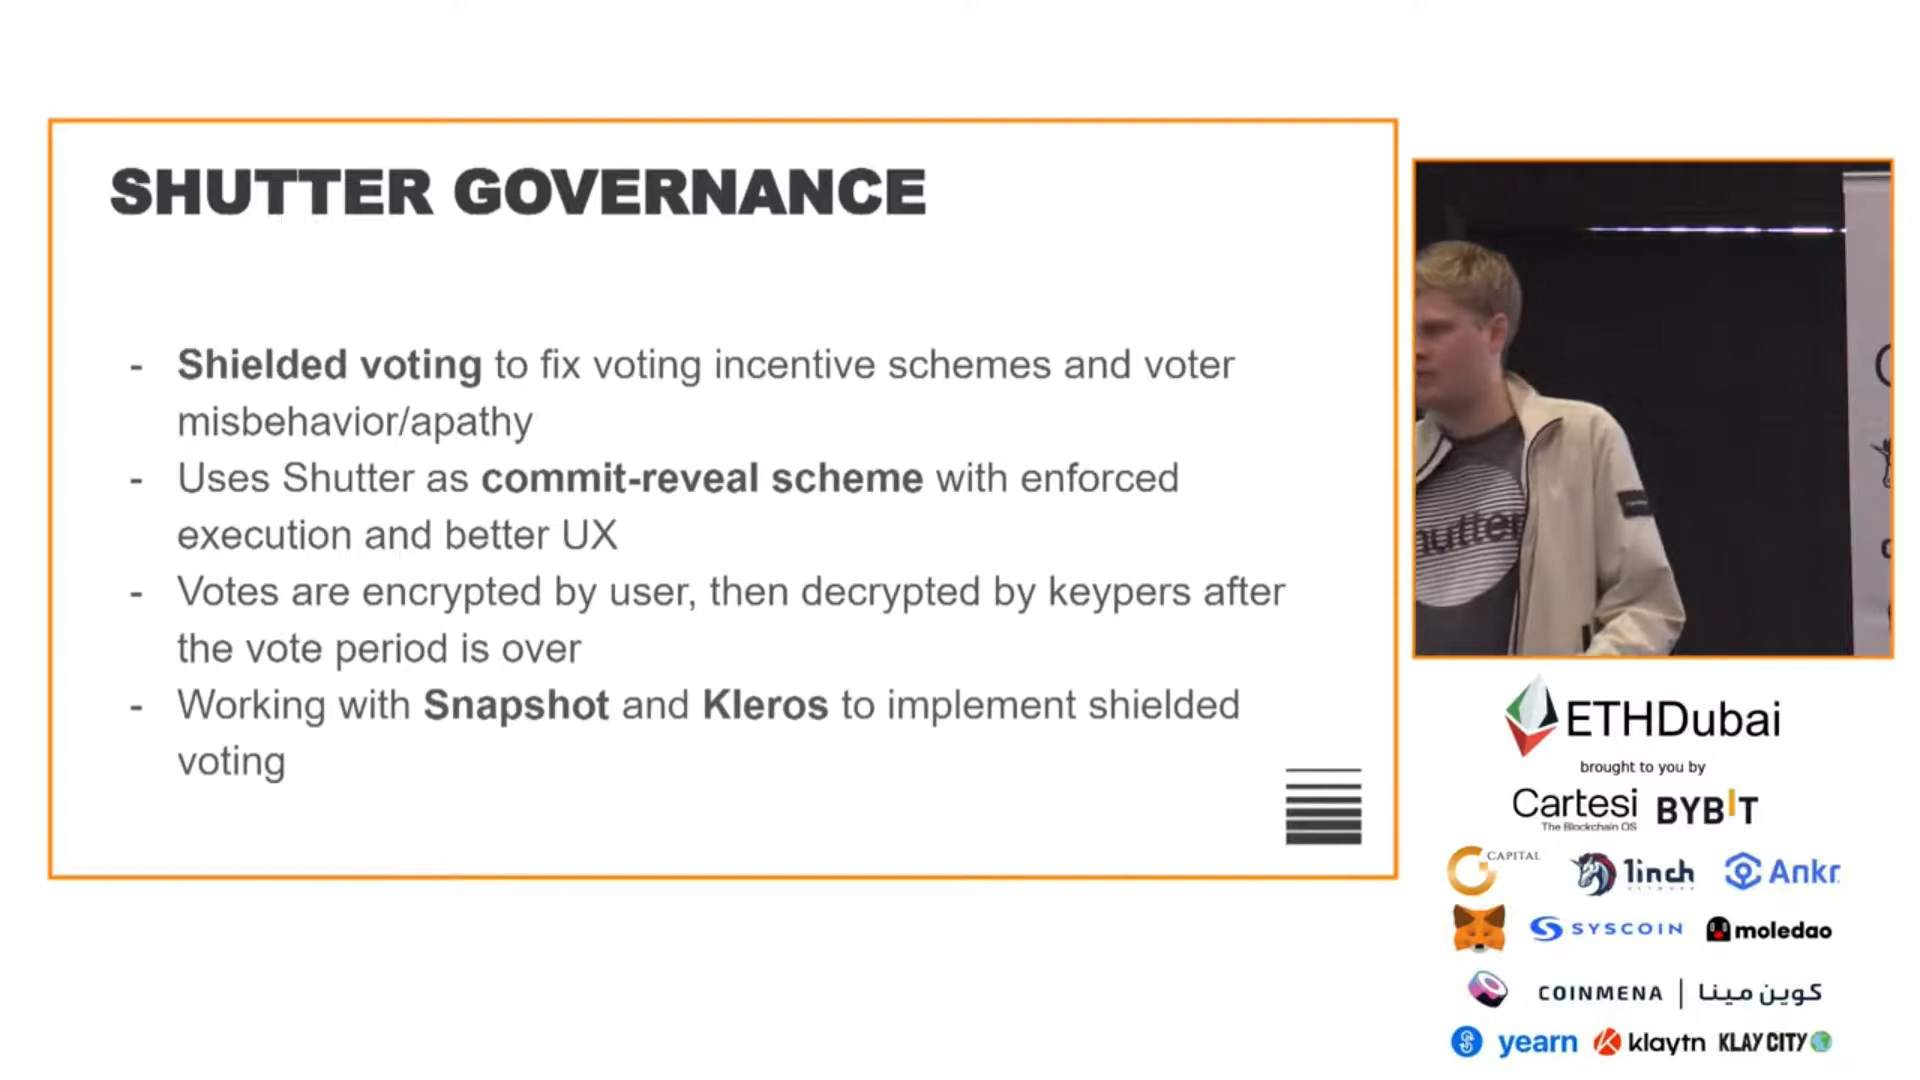 SHUTTER GOVERNANCE
- Shielded voting to fix voting incentive schemes and voter
misbehavior/apathy
- Uses Shutter as commit-reveal scheme with enforced
execution and better UX
- Votes are encrypted by user, then decrypted by keypers after
the vote period is over
- Working with Snapshot and Kleros to implement shielded
voting
ETHDubai
brought to you by
Cartesi
The Blockchain OS
BYBIT
CAPITAL
1inch
NETWORK
Ankr
SYSCOIN
moledao
COINMENA | كوين مينا
yearn
klaytn
KLAY CITY